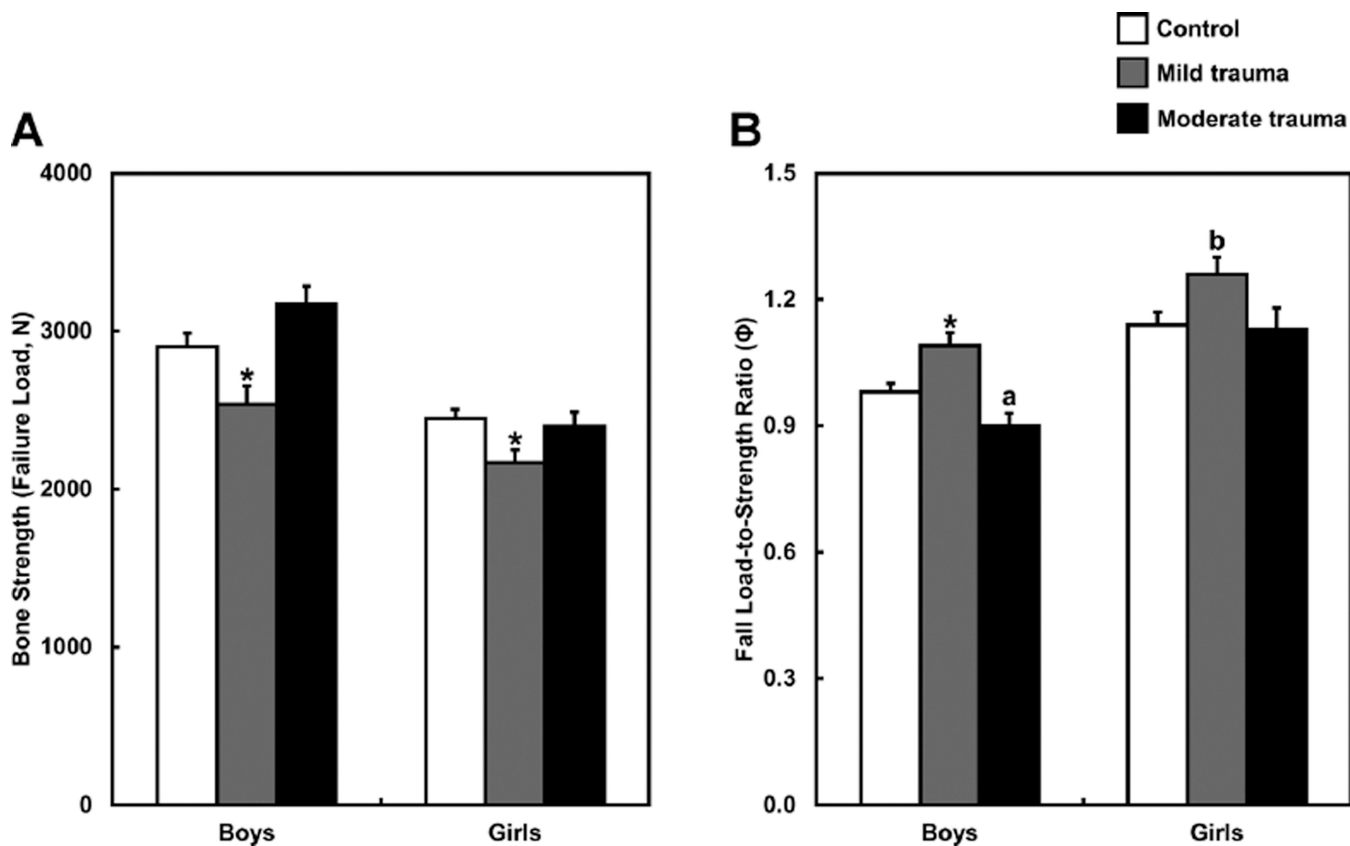 Control
Mild trauma
Moderate trauma
A
Bone Strength (Failure Load, N)
4000
3000
2000
1000
0
*
*
Boys
Girls
B
Fall Load-to-Strength Ratio (Φ)
1.5
1.2
0.9
0.6
0.3
0.0
*
a
b
Boys
Girls